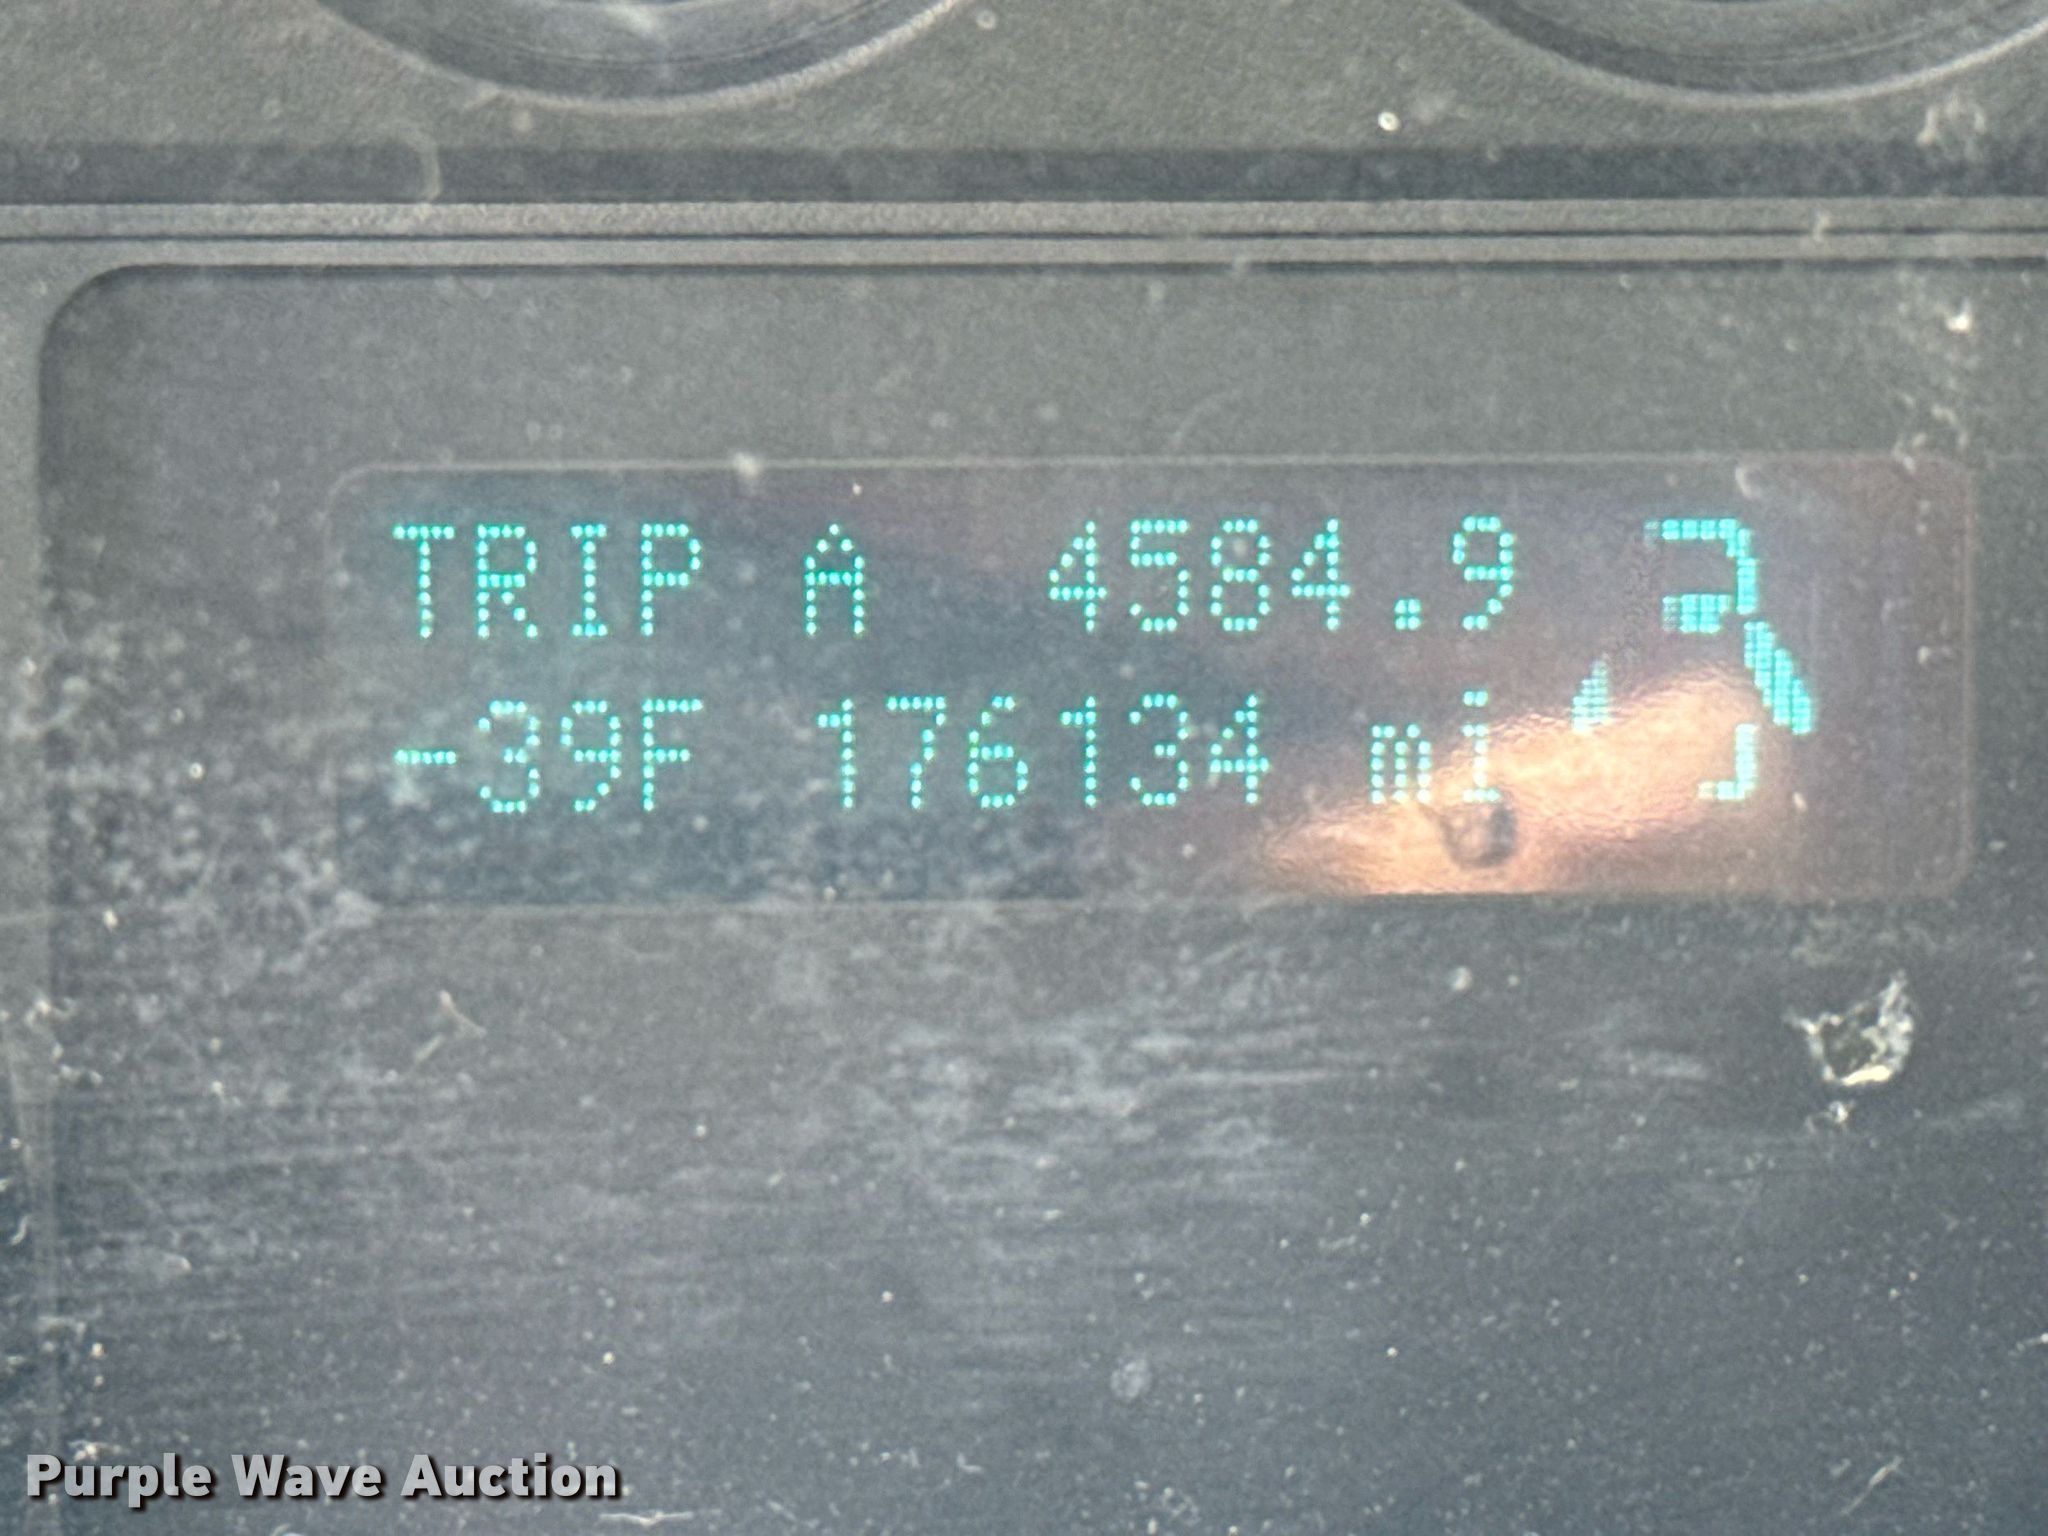 TRIP A 4584.9
-39F 176134 mi
Purple Wave Auction